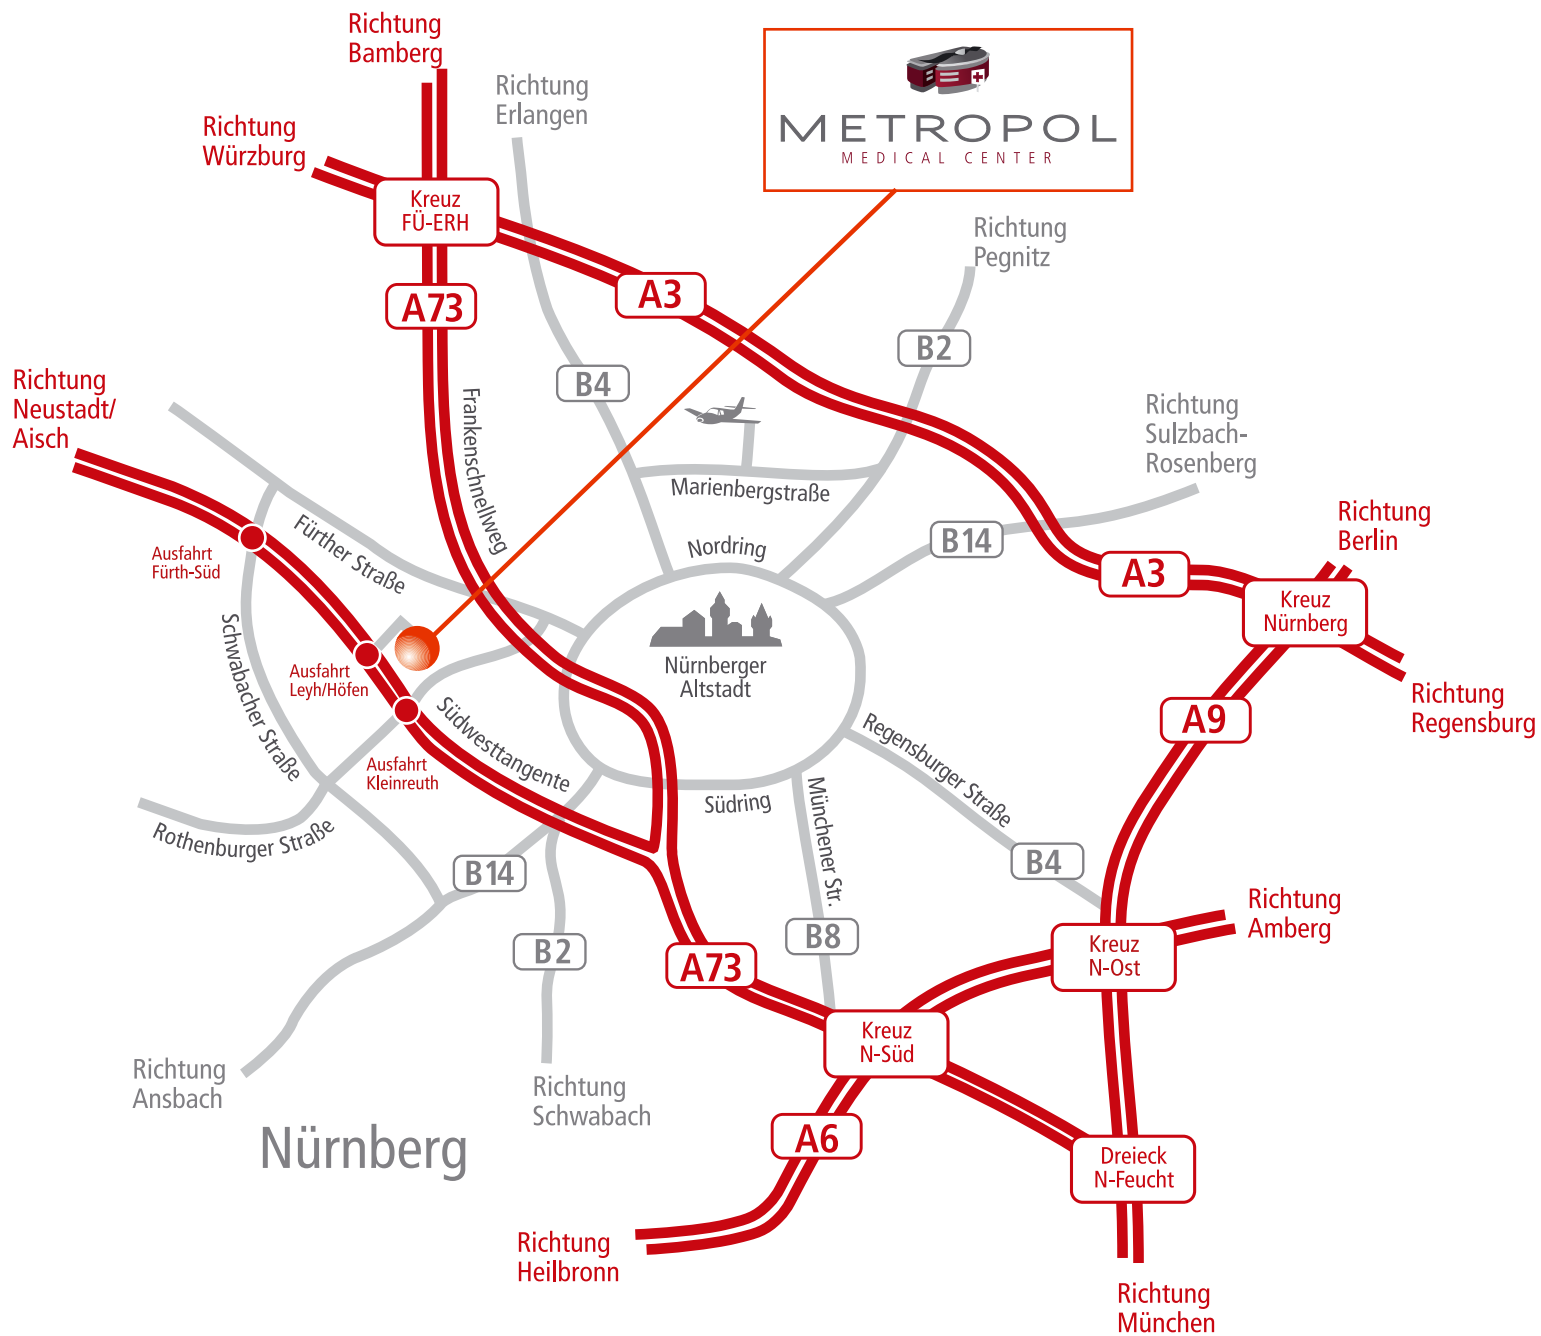 Richtung
Bamberg
Richtung
Erlangen
METROPOL
MEDICAL CENTER
Richtung
Würzburg
Kreuz
FÜ-ERH
Richtung
Pegnitz
A73
A3
B2
B4
Richtung
Neustadt/
Aisch
Frankenschnellweg
Richtung
Sulzbach-
Rosenberg
Marienbergstraße
Fürther Straße
Nordring
B14
Richtung
Berlin
Ausfahrt
Fürth-Süd
A3
Kreuz
Nürnberg
Schwabacher Straße
Ausfahrt
Leyh/Höfen
Nürnberger
Altstadt
Richtung
Regensburg
A9
Südwesttangente
Regensburger Straße
Ausfahrt
Kleinreuth
Südring
Münchener Str.
Rothenburger Straße
B14
B4
Richtung
Amberg
B2
B8
A73
Kreuz
N-Ost
Kreuz
N-Süd
Richtung
Ansbach
Richtung
Schwabach
Nürnberg
A6
Dreieck
N-Feucht
Richtung
Heilbronn
Richtung
München